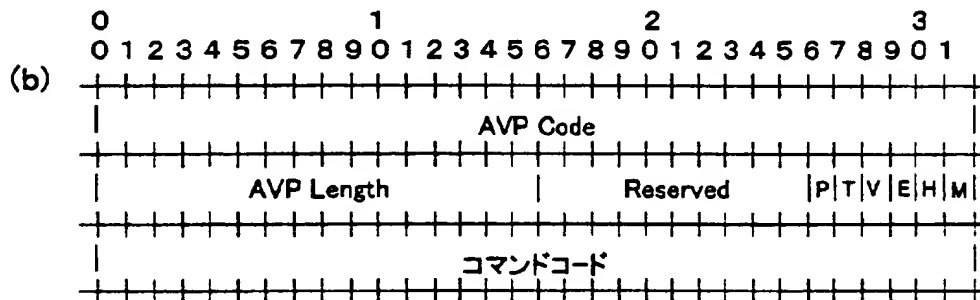 0 1 2 3
0 1 2 3 4 5 6 7 8 9 0 1 2 3 4 5 6 7 8 9 0 1 2 3 4 5 6 7 8 9 0 1
(b)
AVP Code
AVP Length Reserved P T V E H M
コマンドコード